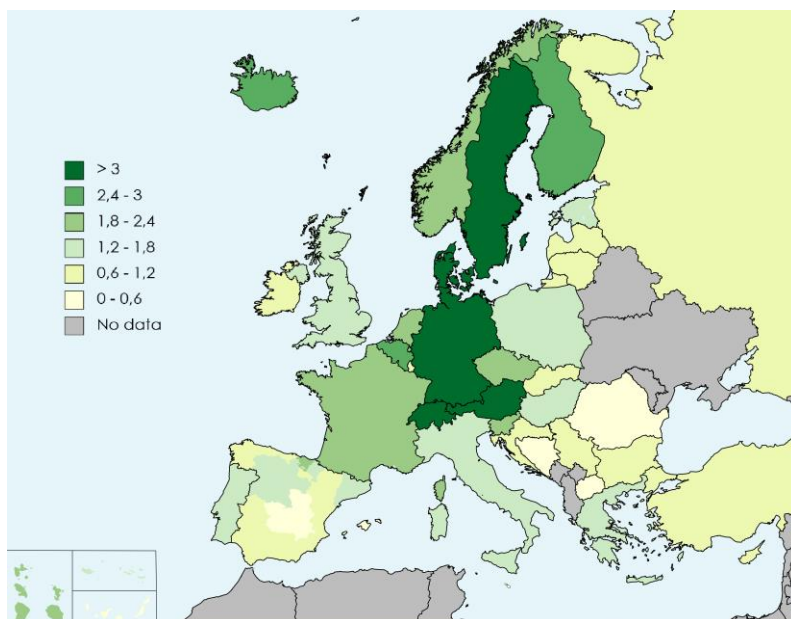 > 3
2,4 - 3
1,8 - 2,4
1,2 - 1,8
0,6 - 1,2
0 - 0,6
No data